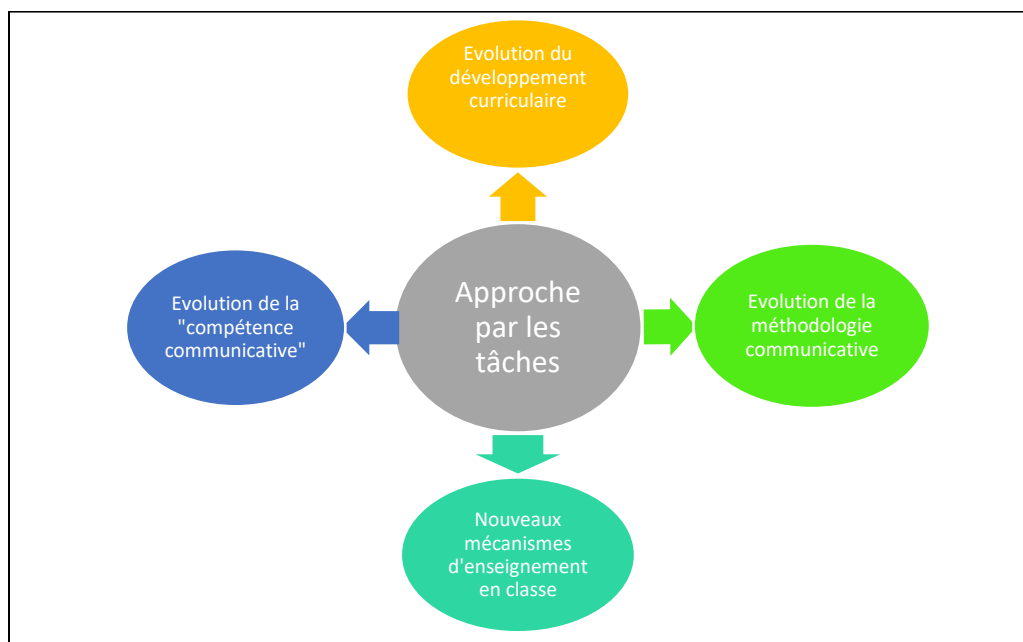 Evolution du
développement
curriculaire
Evolution de la
"compétence
communicative"
Approche
par les
tâches
Evolution de la
méthodologie
communicative
Nouveaux
mécanismes
d'enseignement
en classe